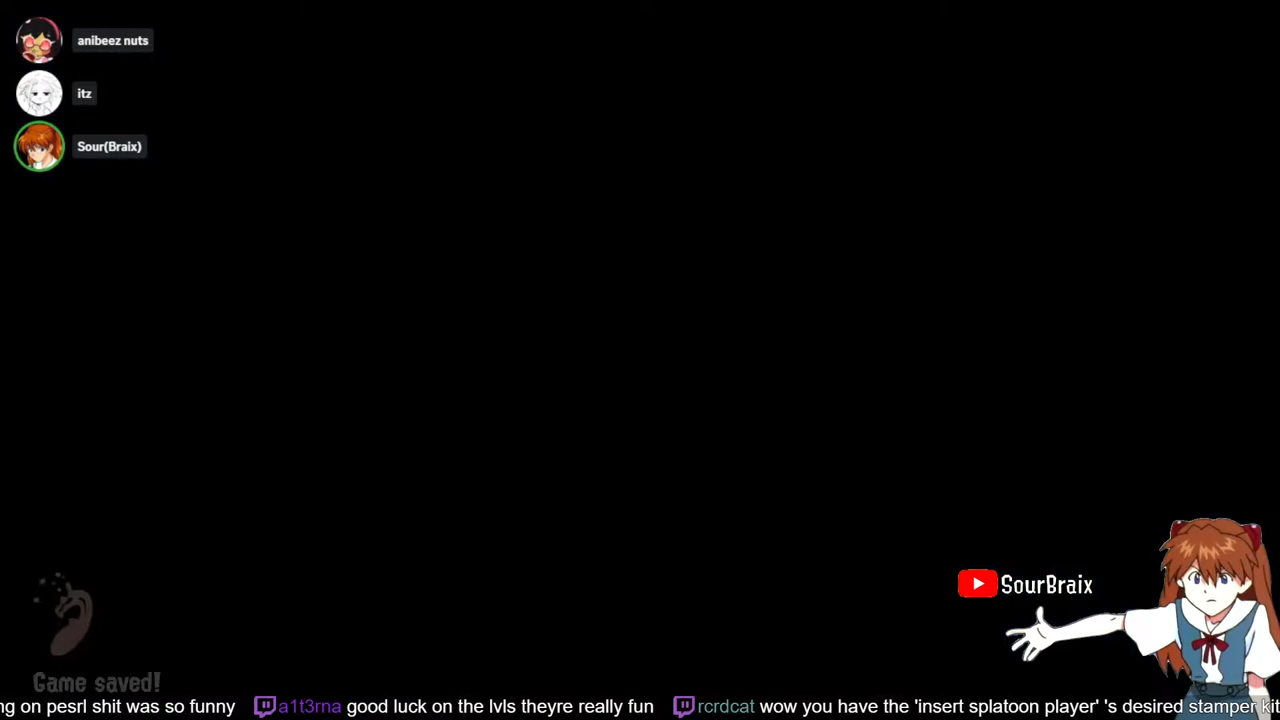 anibeez nuts
itz
Sour(Braix)
SourBraix
Game saved!
ng on pesrl shit was so funny a1t3rna good luck on the lvls theyre really fun rcrdcat wow you have the 'insert splatoon player' 's desired stamper kit